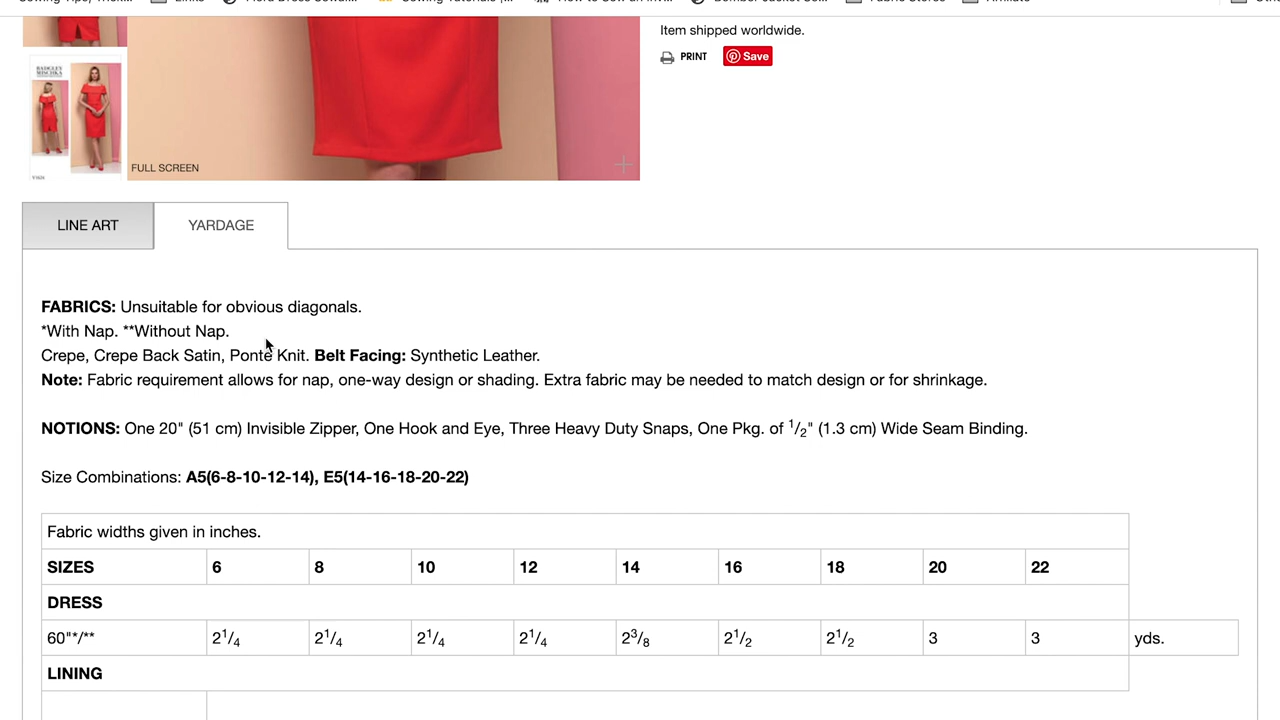 Links
Item shipped worldwide.
PRINT
Save
BADGLEY
MISCHKA
FULL SCREEN
LINE ART
YARDAGE
FABRICS: Unsuitable for obvious diagonals.
*With Nap. **Without Nap.
Crepe, Crepe Back Satin, Ponte Knit. Belt Facing: Synthetic Leather.
Note: Fabric requirement allows for nap, one-way design or shading. Extra fabric may be needed to match design or for shrinkage.
NOTIONS: One 20" (51 cm) Invisible Zipper, One Hook and Eye, Three Heavy Duty Snaps, One Pkg. of 1/2" (1.3 cm) Wide Seam Binding.
Size Combinations: A5(6-8-10-12-14), E5(14-16-18-20-22)
Fabric widths given in inches.
SIZES 6 8 10 12 14 16 18 20 22
DRESS
60"*/** 2 1/4 2 1/4 2 1/4 2 1/4 2 3/8 2 1/2 2 1/2 3 3 yds.
LINING